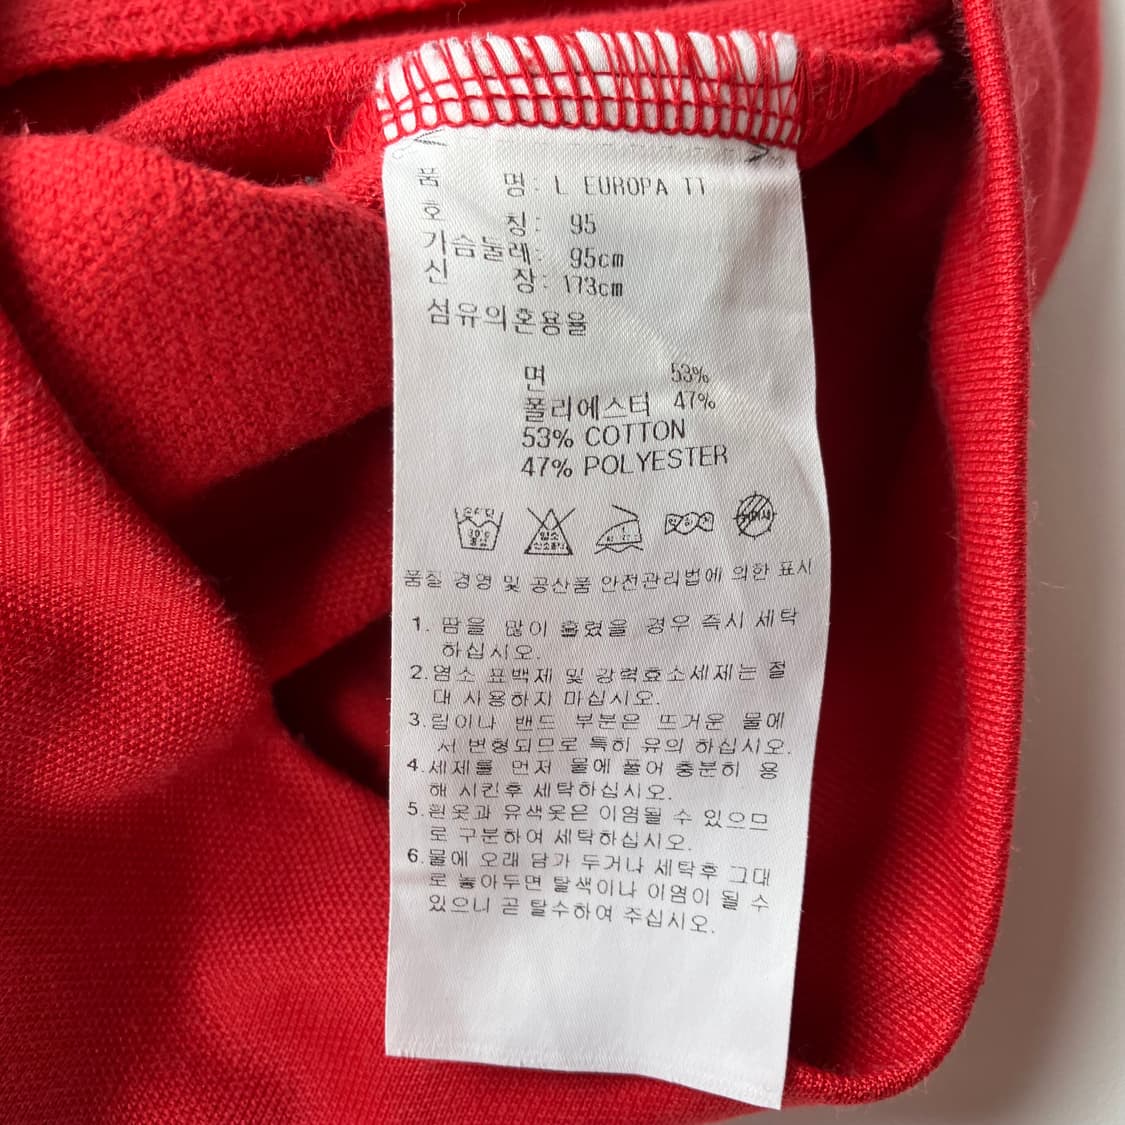 품 명: L EUROPA TT
호 칭: 95
가슴둘레: 95cm
신 장: 173cm
섬유의혼용율
면 53%
폴리에스터 47%
53% COTTON
47% POLYESTER
30℃
염소
품질 경영 및 공산품 안전관리법에 의한 표시
1. 땀을 많이 흘렸을 경우 즉시 세탁
하십시오.
2. 염소 표백제 및 강력효소세제는 절
대 사용하지 마십시오.
3. 림이나 밴드 부분은 뜨거운 물에
서 변형되므로 특히 유의 하십시오.
4. 세제를 먼저 물에 풀어 충분히 용
해 시킨후 세탁하십시오.
5. 흰옷과 유색옷은 이염될 수 있으므
로 구분하여 세탁하십시오.
6. 물에 오래 담가 두거나 세탁후 그대
로 놓아두면 탈색이나 이염이 될 수
있으니 곧 탈수하여 주십시오.